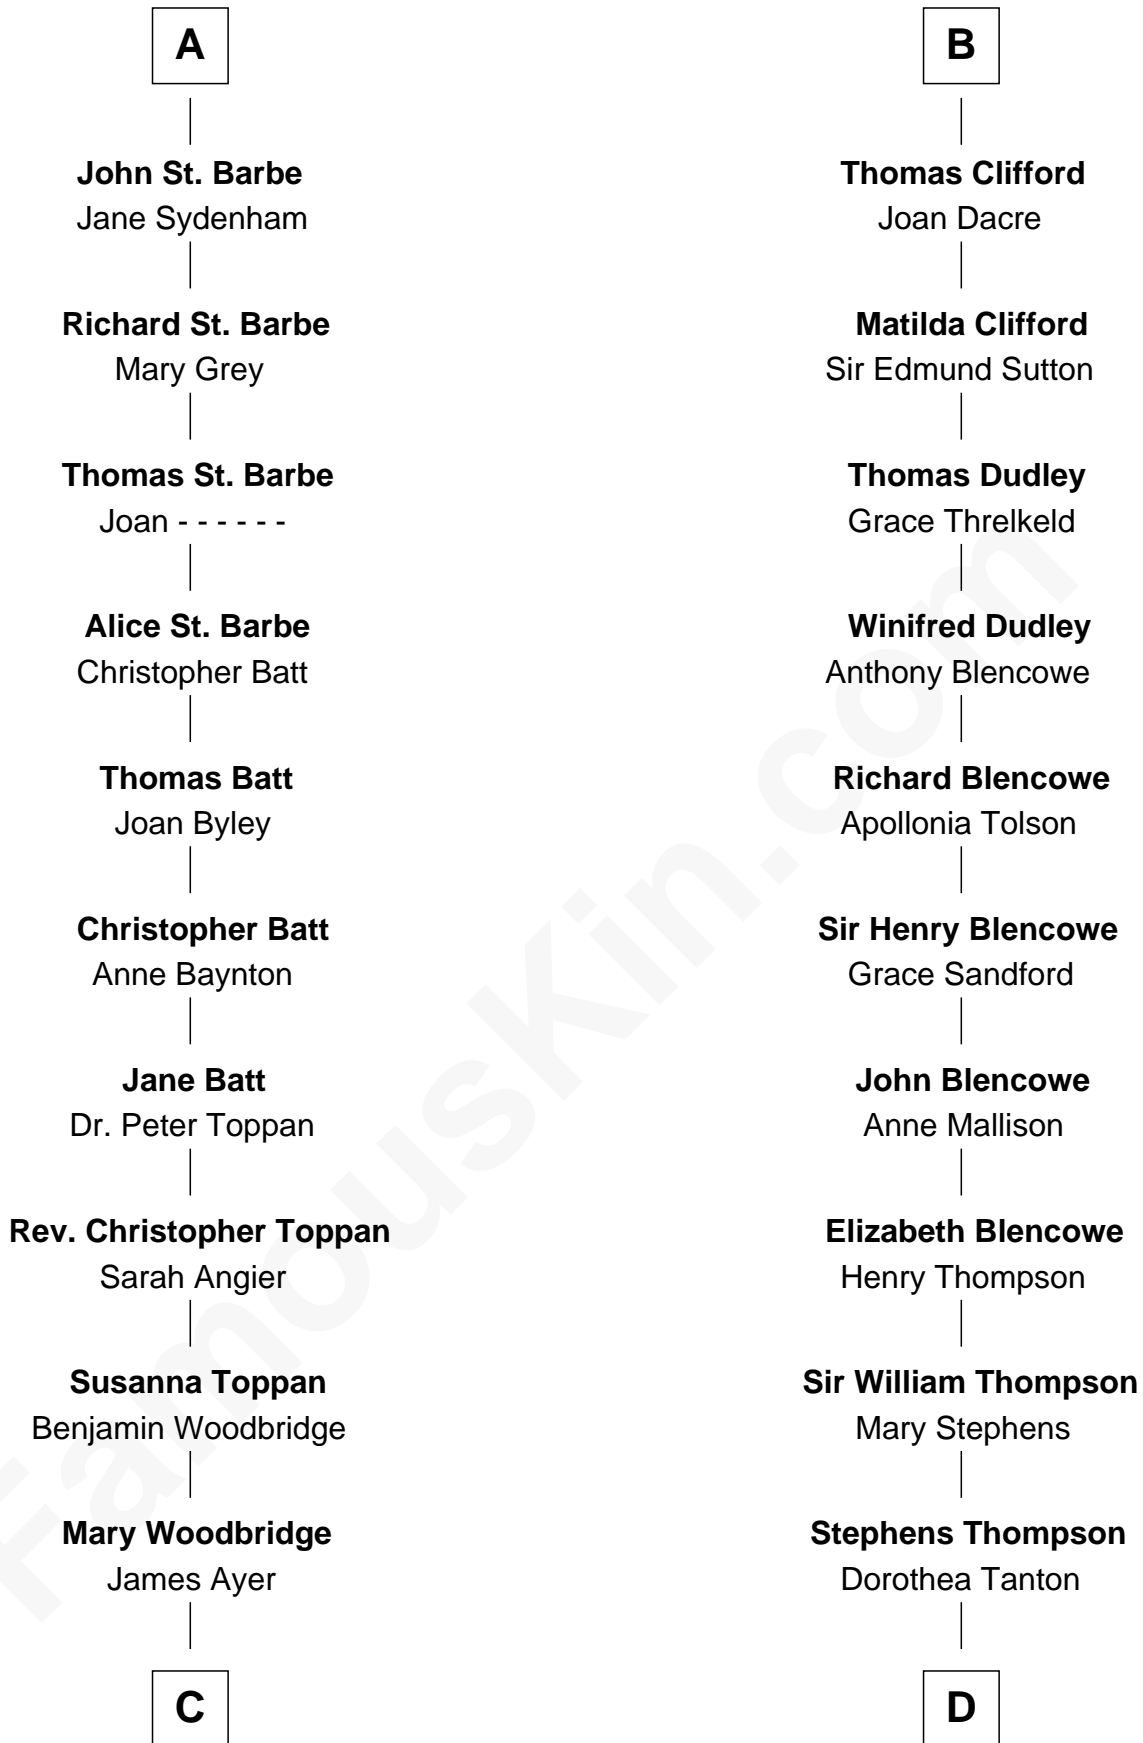 A
John St. Barbe
Jane Sydenham
Richard St. Barbe
Mary Grey
Thomas St. Barbe
Joan - - - - - -
Alice St. Barbe
Christopher Batt
Thomas Batt
Joan Byley
Christopher Batt
Anne Baynton
Jane Batt
Dr. Peter Toppan
Rev. Christopher Toppan
Sarah Angier
Susanna Toppan
Benjamin Woodbridge
Mary Woodbridge
James Ayer
C
B
Thomas Clifford
Joan Dacre
Matilda Clifford
Sir Edmund Sutton
Thomas Dudley
Grace Threlkeld
Winifred Dudley
Anthony Blencowe
Richard Blencowe
Apollonia Tolson
Sir Henry Blencowe
Grace Sandford
John Blencowe
Anne Mallison
Elizabeth Blencowe
Henry Thompson
Sir William Thompson
Mary Stephens
Stephens Thompson
Dorothea Tanton
D
FamousKin.com